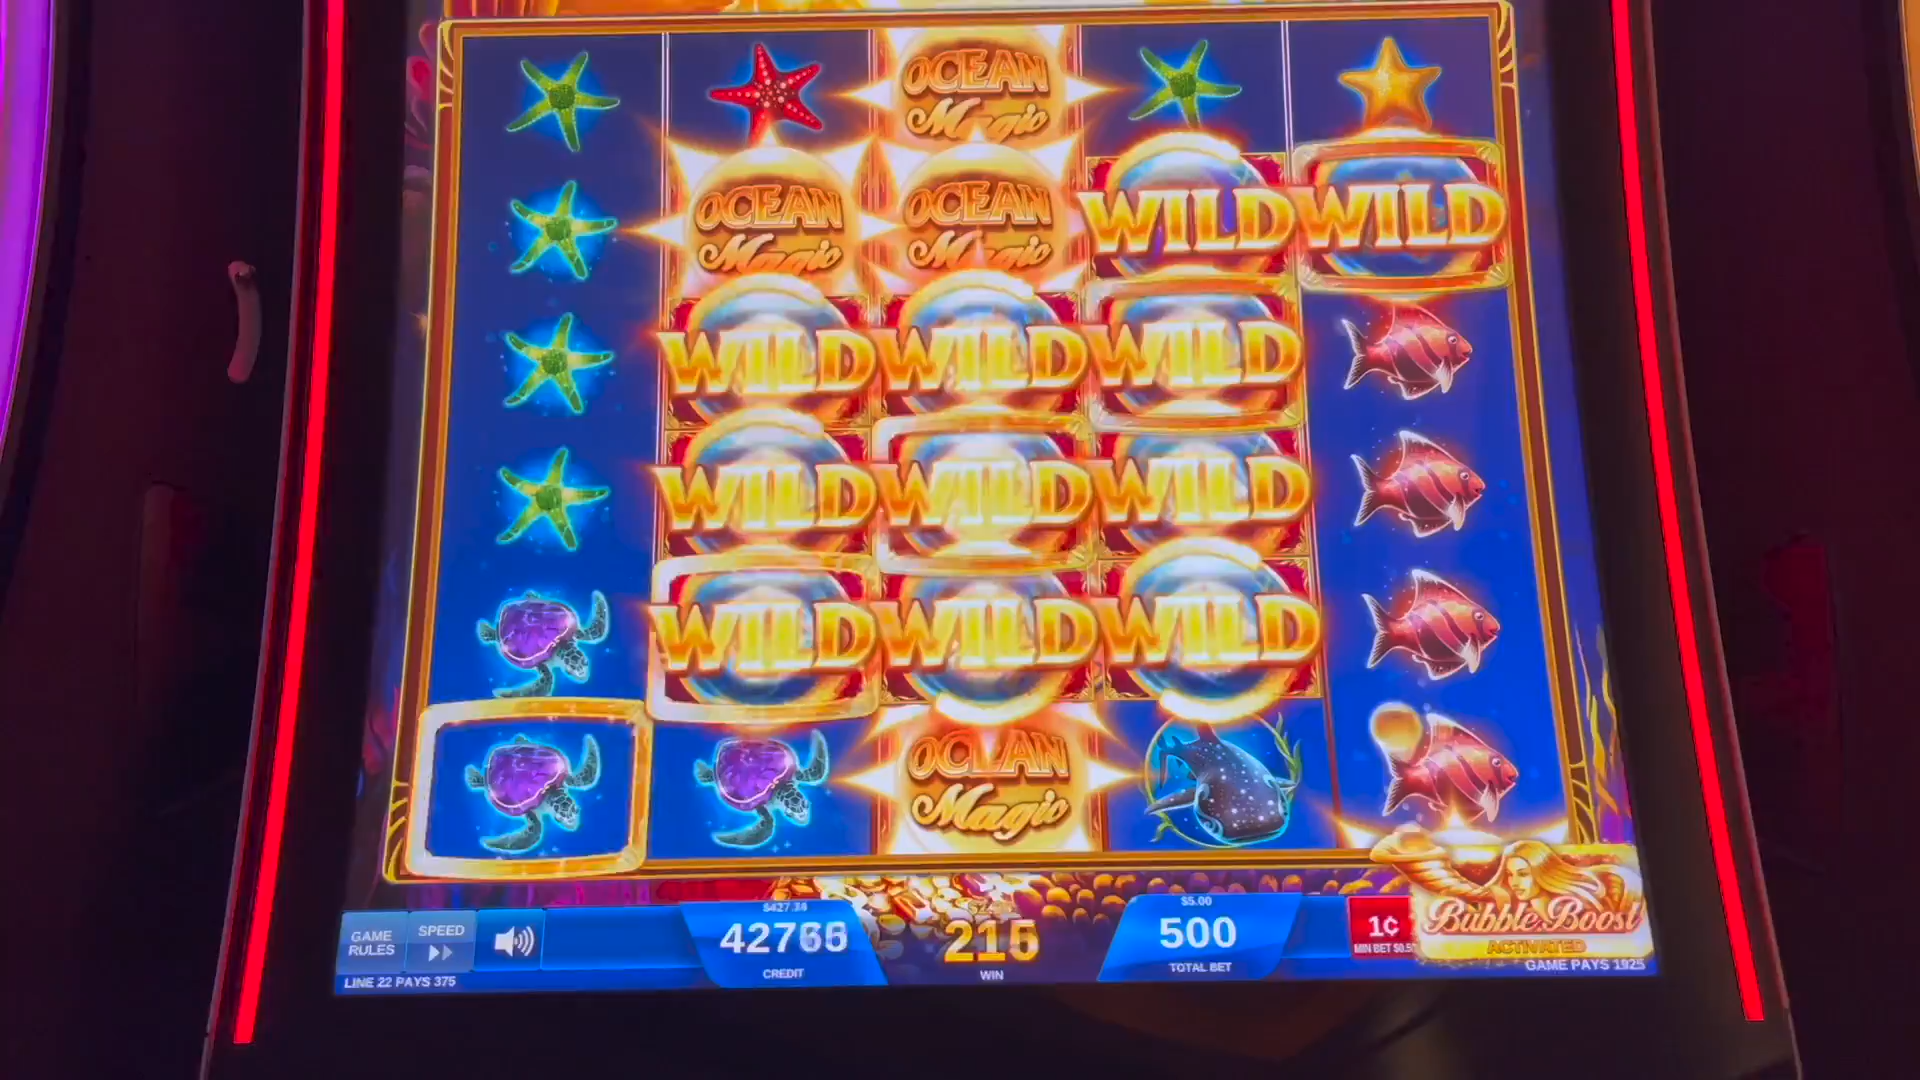 OCEAN
Magic
OCEAN
Magic
OCEAN
Magic
WILD WILD
WILD WILD WILD
WILD WILD WILD
WILD WILD WILD
OCEAN
Magic
GAME
RULES
SPEED
CREDIT
215
WIN
$5.00
500
TOTAL BET
1¢
Bubble Boost
ACTIVATED
LINE 22 PAYS 375
GAME PAYS 1925